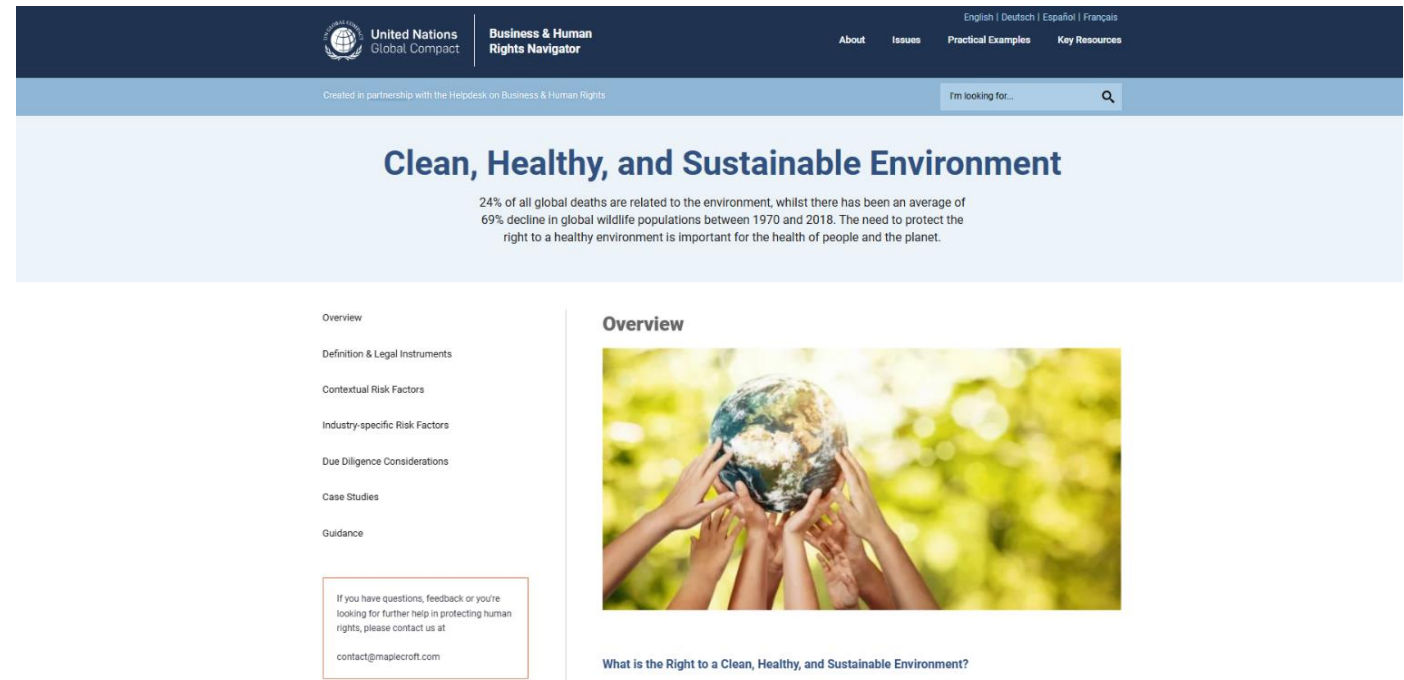 United Nations
Global Compact
Business & Human
Rights Navigator
English | Deutsch | Español | Français
About Issues Practical Examples Key Resources
Created in partnership with the Helpdesk on Business & Human Rights
I'm looking for...
Clean, Healthy, and Sustainable Environment
24% of all global deaths are related to the environment, whilst there has been an average of
69% decline in global wildlife populations between 1970 and 2018. The need to protect the
right to a healthy environment is important for the health of people and the planet.
Overview
Definition & Legal Instruments
Contextual Risk Factors
Industry-specific Risk Factors
Due Diligence Considerations
Case Studies
Guidance
If you have questions, feedback or you're
looking for further help in protecting human
rights, please contact us at
contact@maplecroft.com
Overview
What is the Right to a Clean, Healthy, and Sustainable Environment?